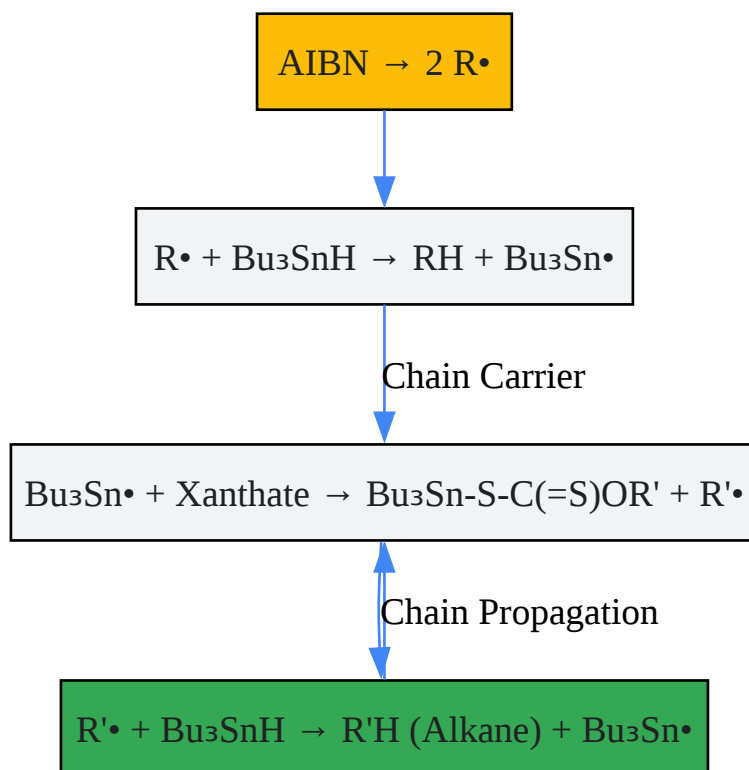 AIBN → 2 R•
R• + Bu₃SnH → RH + Bu₃Sn•
Chain Carrier
Bu₃Sn• + Xanthate → Bu₃Sn-S-C(=S)OR' + R'•
Chain Propagation
R'• + Bu₃SnH → R'H (Alkane) + Bu₃Sn•